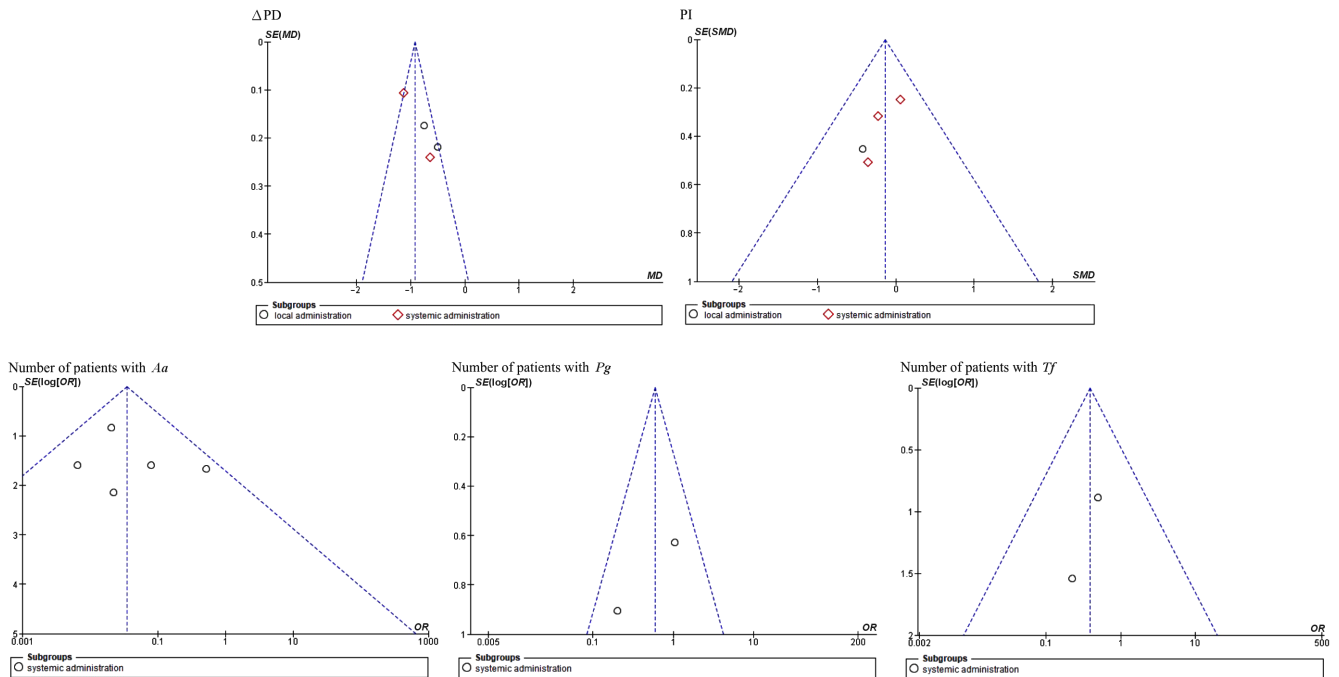 ΔPD
SE(MD)
0
0.1
0.2
0.3
0.4
0.5
MD
−2
−1
0
1
2
Subgroups
local administration
systemic administration
PI
SE(SMD)
0
0.2
0.4
0.6
0.8
1
SMD
−2
−1
0
1
2
Subgroups
local administration
systemic administration
Number of patients with Aa
SE(log[OR])
0
1
2
3
4
5
OR
0.001
0.1
1
10
1000
Subgroups
systemic administration
Number of patients with Pg
SE(log[OR])
0
0.2
0.4
0.6
0.8
1
OR
0.005
0.1
1
10
200
Subgroups
systemic administration
Number of patients with Tf
SE(log[OR])
0
0.5
1
1.5
2
OR
0.002
0.1
1
10
500
Subgroups
systemic administration